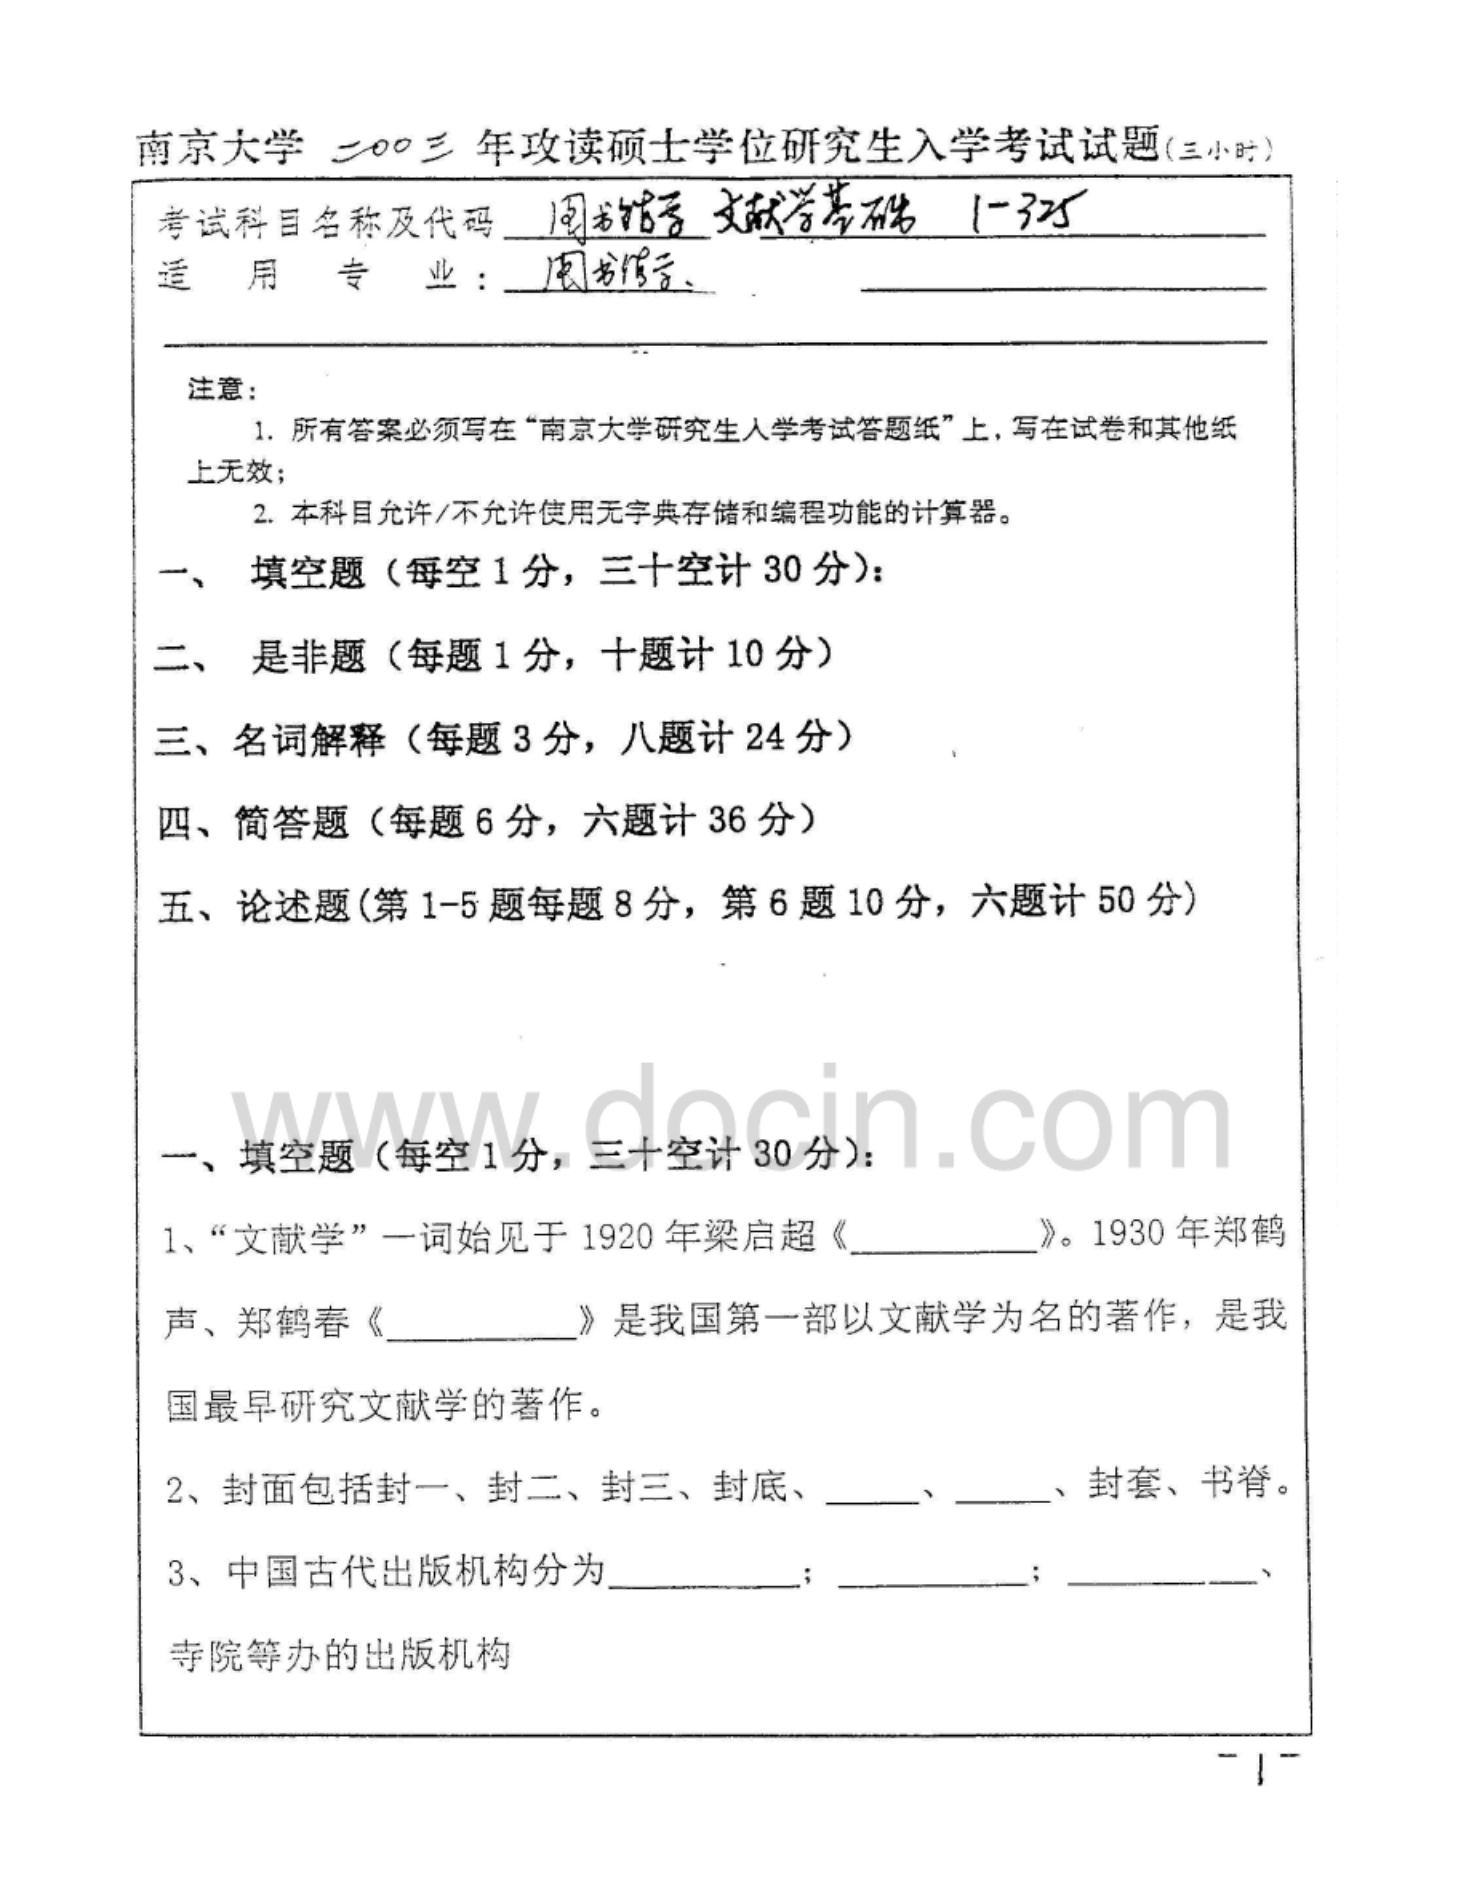 南京大学 二00三 年攻读硕士学位研究生入学考试试题(三小时)
考试科目名称及代码 图书馆学 文献学基础 1-325
适 用 专 业: 图书馆学、
注意:
1. 所有答案必须写在“南京大学研究生入学考试答题纸”上,写在试卷和其他纸
上无效;
2. 本科目允许/不允许使用无字典存储和编程功能的计算器。
一、 填空题(每空1分,三十空计30分):
二、 是非题(每题1分,十题计10分)
三、名词解释(每题3分,八题计24分)
四、简答题(每题6分,六题计36分)
五、论述题(第1-5题每题8分,第6题10分,六题计50分)
www.docin.com
一、填空题(每空1分,三十空计30分):
1、“文献学”一词始见于1920年梁启超《__________》。1930年郑鹤
声、郑鹤春《__________》是我国第一部以文献学为名的著作,是我
国最早研究文献学的著作。
2、封面包括封一、封二、封三、封底、_____、_____、封套、书脊。
3、中国古代出版机构分为__________;__________;__________、
寺院等办的出版机构
-1-